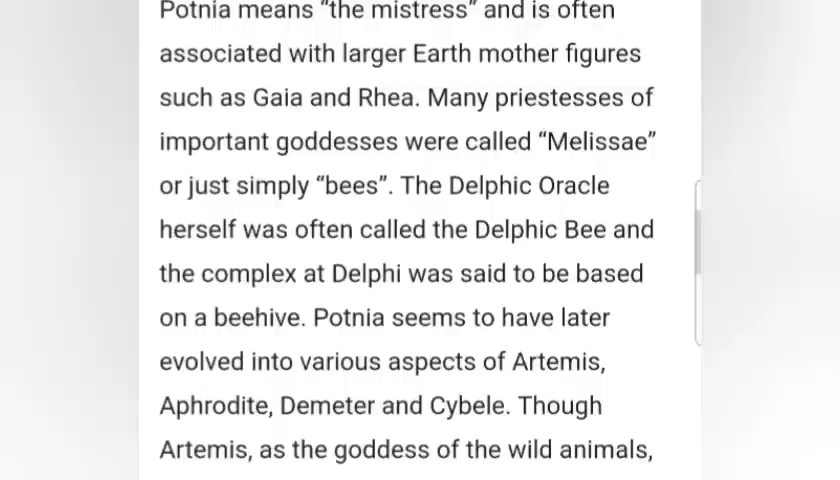 Potnia means “the mistress” and is often
associated with larger Earth mother figures
such as Gaia and Rhea. Many priestesses of
important goddesses were called “Melissae”
or just simply “bees”. The Delphic Oracle
herself was often called the Delphic Bee and
the complex at Delphi was said to be based
on a beehive. Potnia seems to have later
evolved into various aspects of Artemis,
Aphrodite, Demeter and Cybele. Though
Artemis, as the goddess of the wild animals,